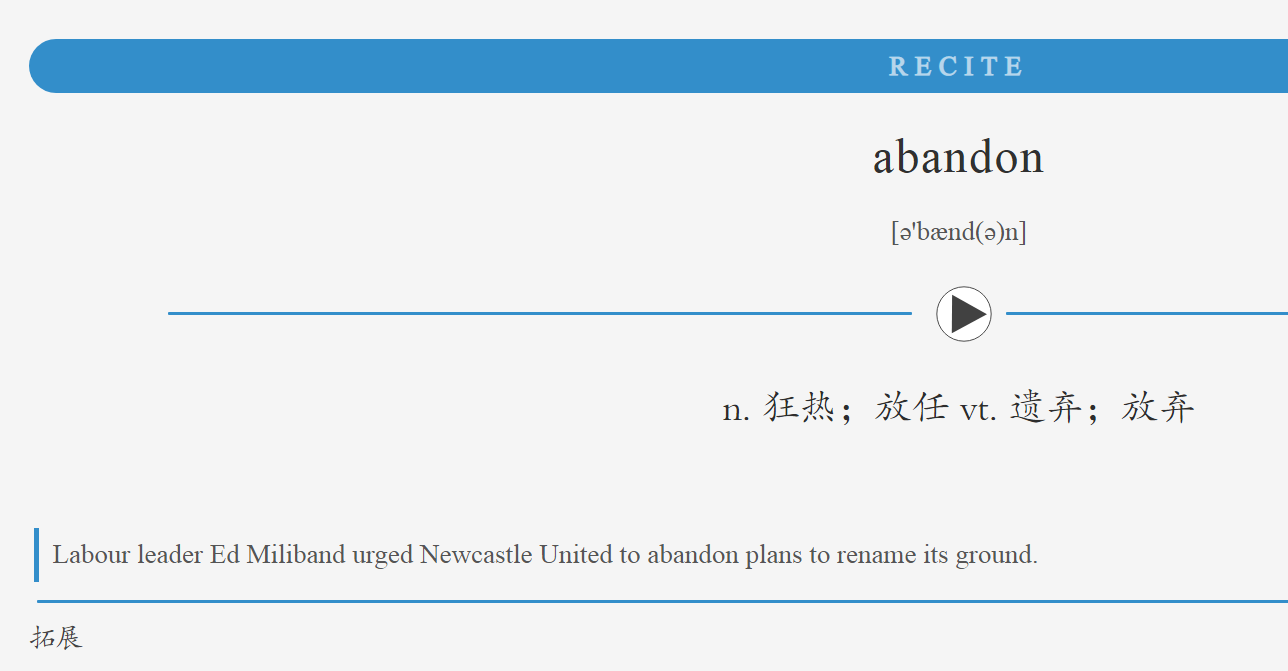 RECITE
abandon
[ə'bænd(ə)n]
n. 狂热；放任 vt. 遗弃；放弃
Labour leader Ed Miliband urged Newcastle United to abandon plans to rename its ground.
拓展